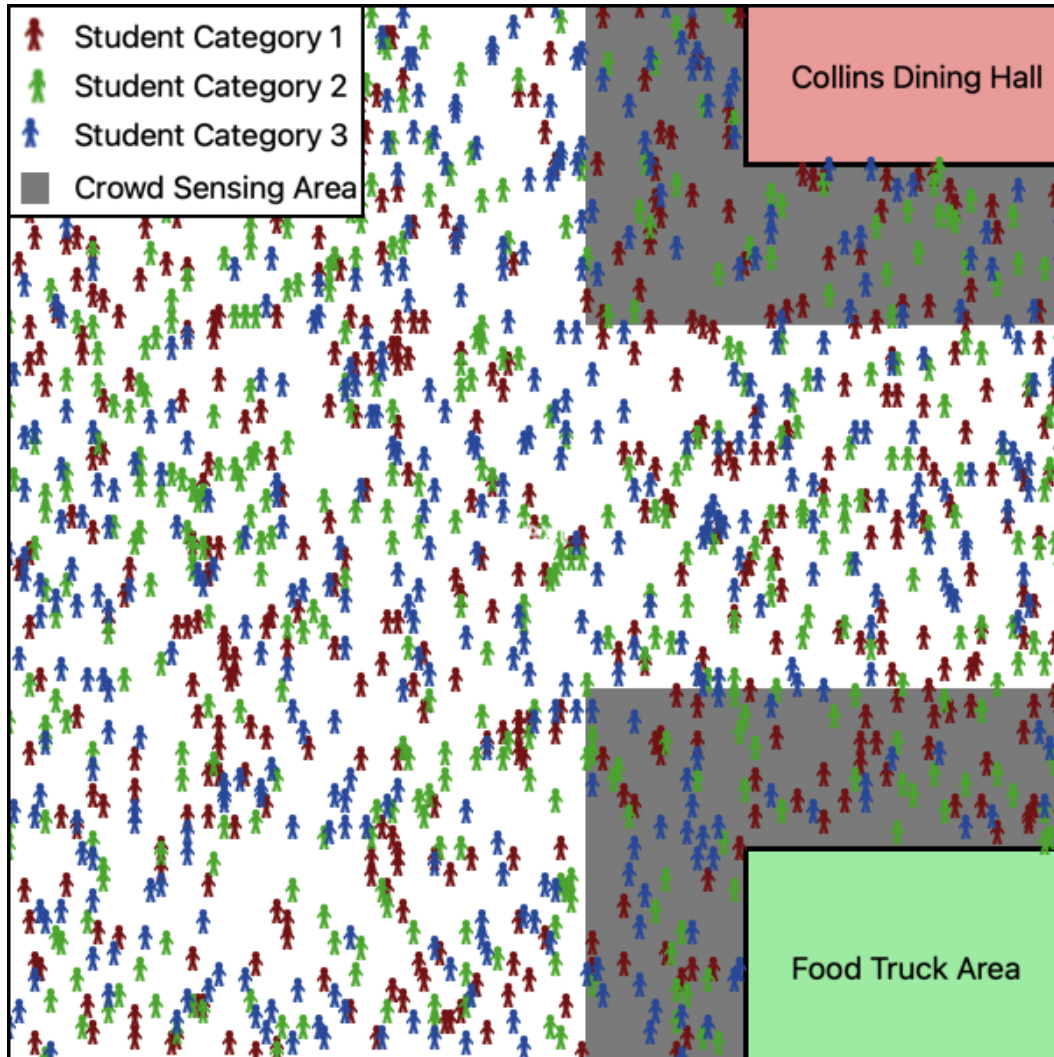 Student Category 1
Student Category 2
Student Category 3
Crowd Sensing Area
Collins Dining Hall
Food Truck Area